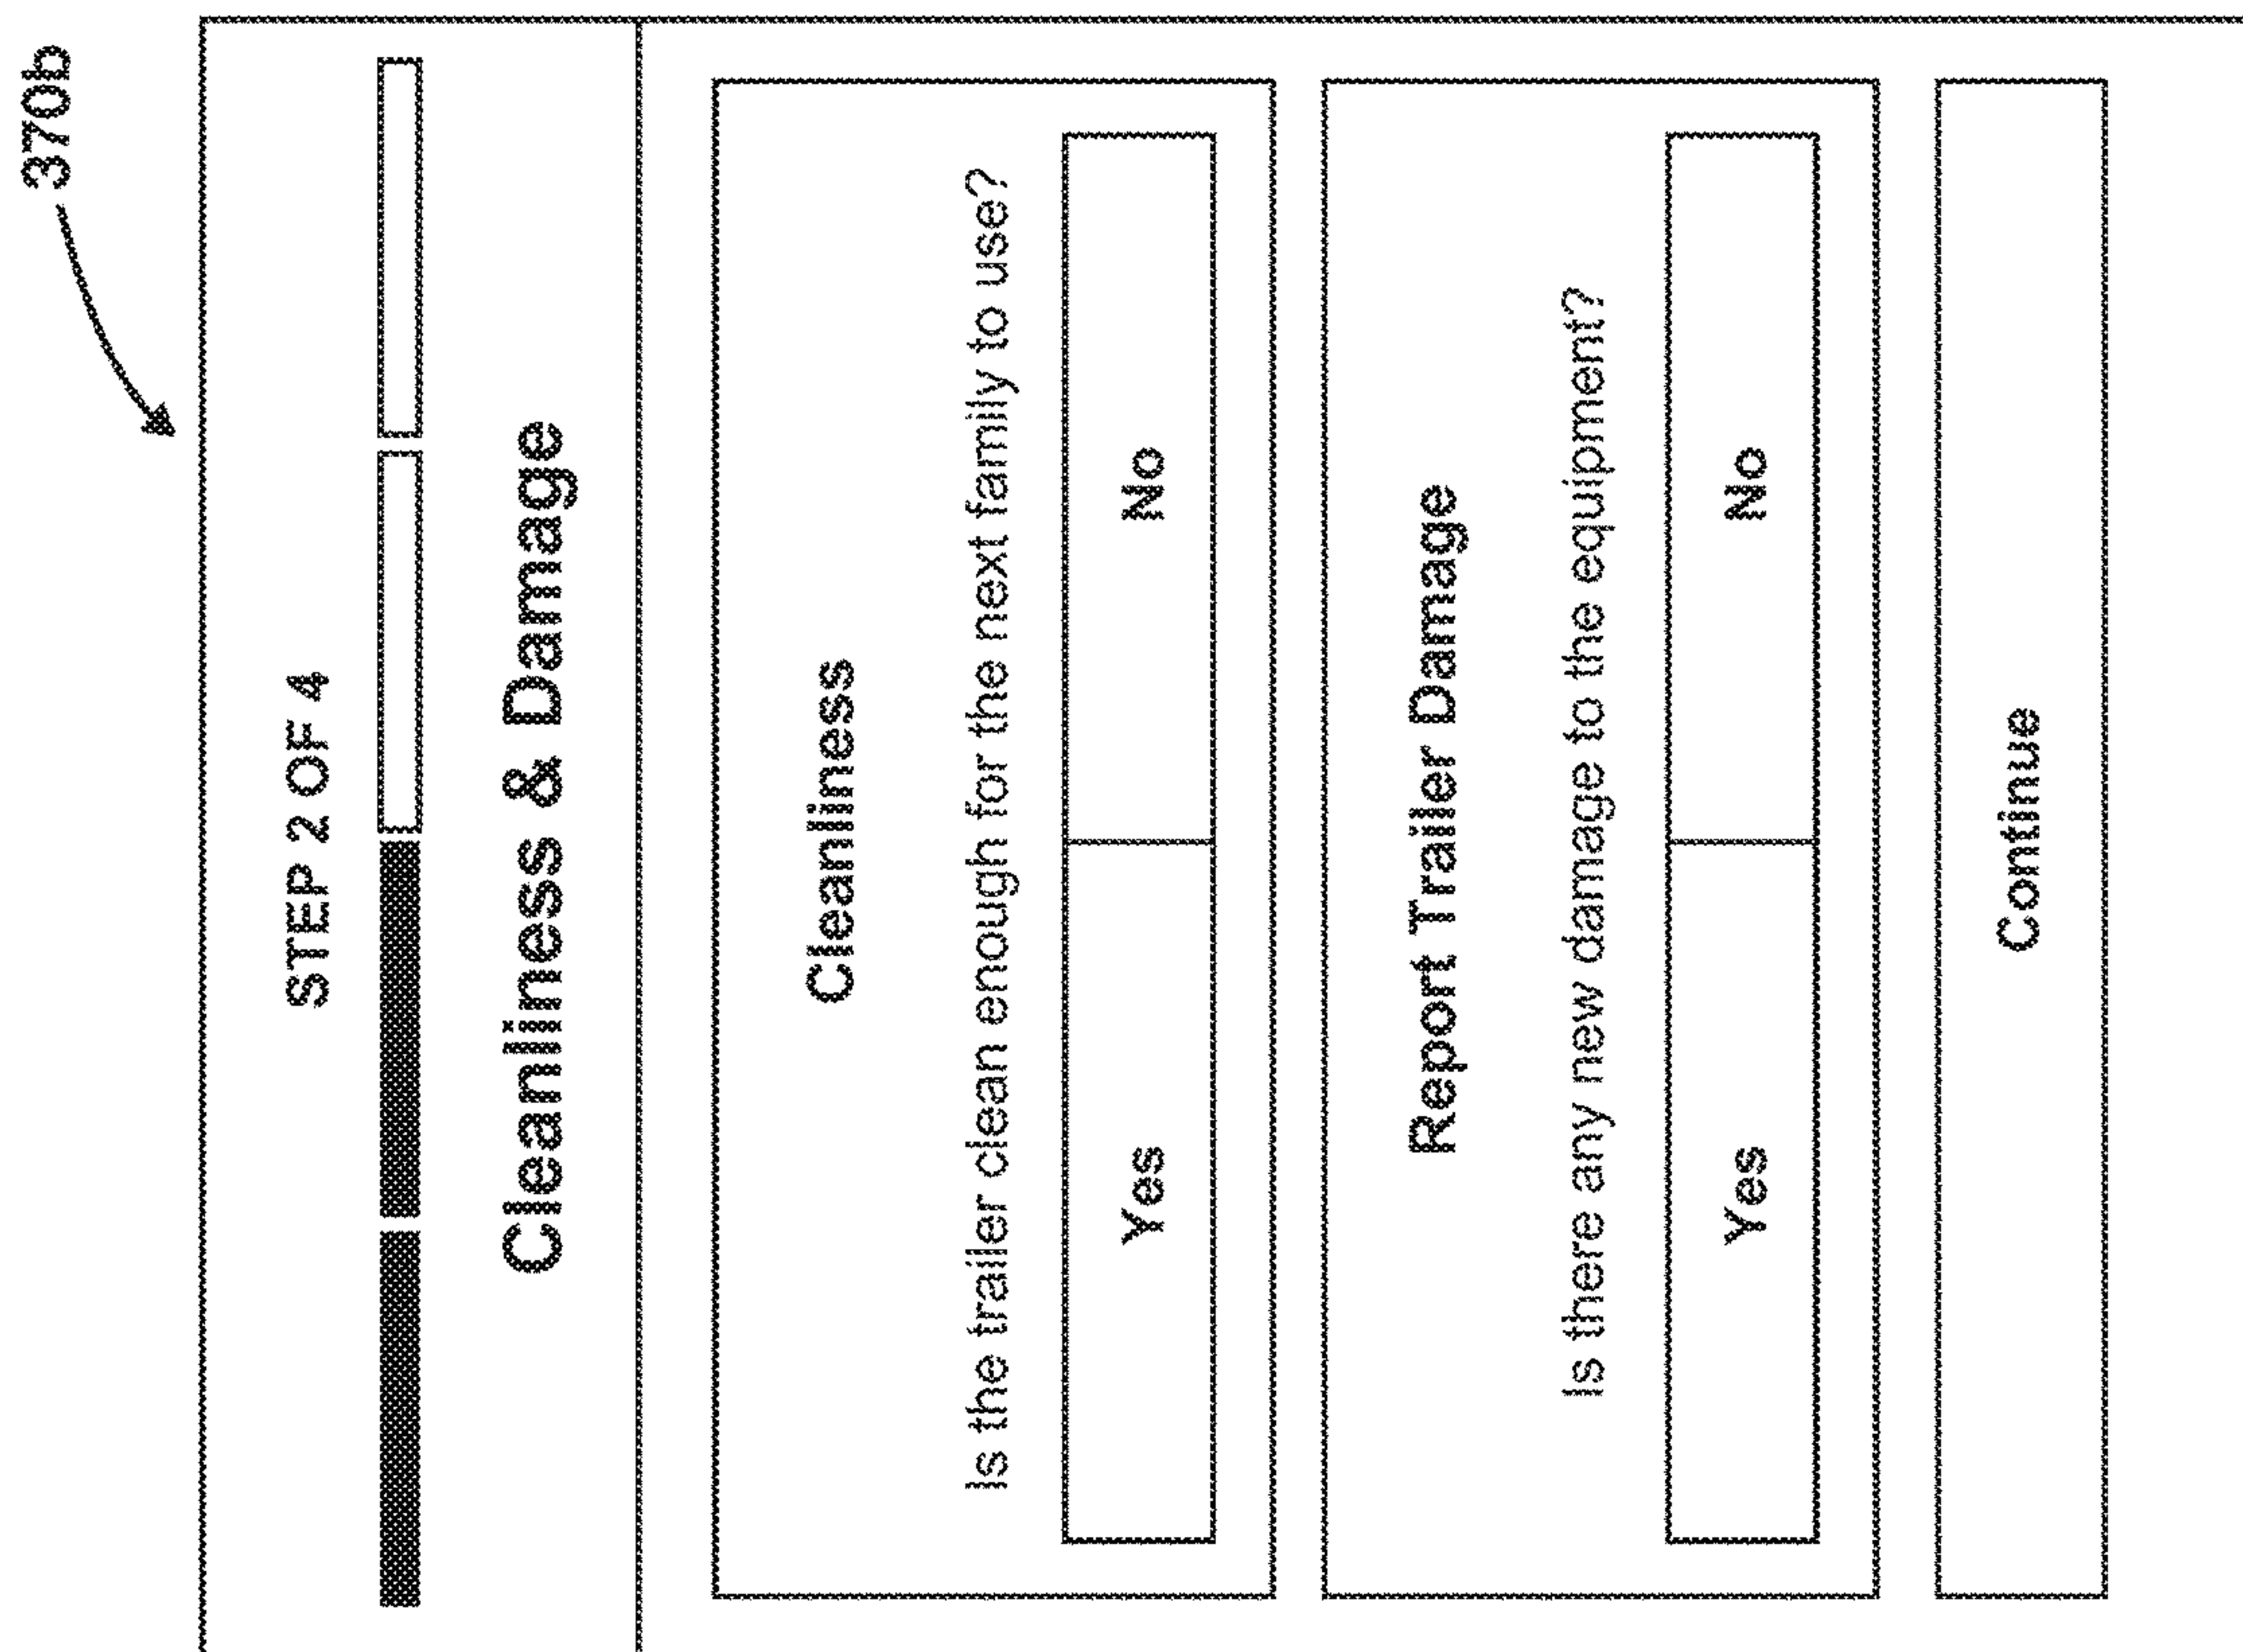 370b
STEP 2 OF 4
Cleanliness & Damage
Cleanliness
Is the trailer clean enough for the next family to use?
Yes No
Report Trailer Damage
Is there any new damage to the equipment?
Yes No
Continue